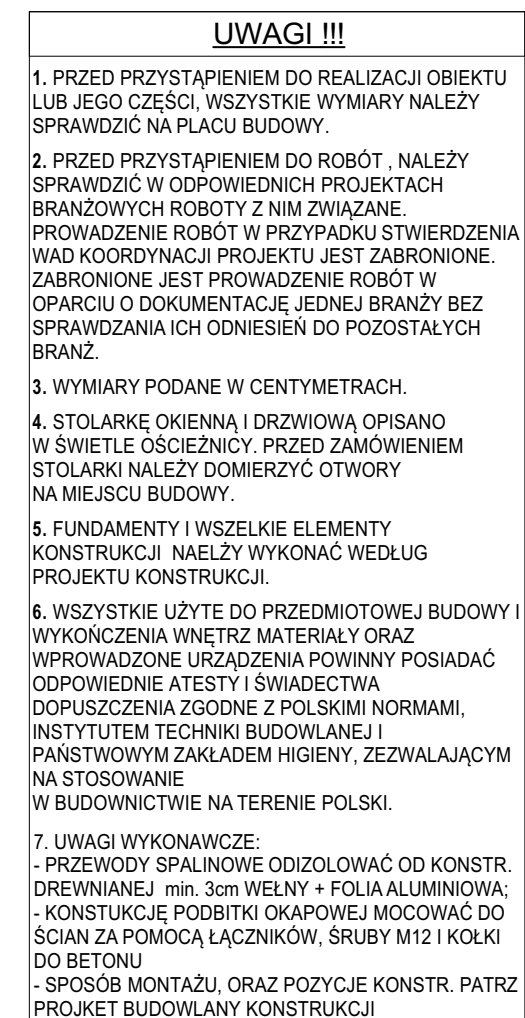 UWAGI !!!
1. PRZED PRZYSTĄPIENIEM DO REALIZACJI OBIEKTU
LUB JEGO CZĘŚCI, WSZYSTKIE WYMIARY NALEŻY
SPRAWDZIĆ NA PLACU BUDOWY.
2. PRZED PRZYSTĄPIENIEM DO ROBÓT , NALEŻY
SPRAWDZIĆ W ODPOWIEDNICH PROJEKTACH
BRANŻOWYCH ROBOTY Z NIM ZWIĄZANE.
PROWADZENIE ROBÓT W PRZYPADKU STWIERDZENIA
WAD KOORDYNACJI PROJEKTU JEST ZABRONIONE.
ZABRONIONE JEST PROWADZENIE ROBÓT W
OPARCIU O DOKUMENTACJĘ JEDNEJ BRANŻY BEZ
SPRAWDZANIA ICH ODNIESIEŃ DO POZOSTAŁYCH
BRANŻ.
3. WYMIARY PODANE W CENTYMETRACH.
4. STOLARKĘ OKIENNĄ I DRZWIOWĄ OPISANO
W ŚWIETLE OŚCIEŻNICY. PRZED ZAMÓWIENIEM
STOLARKI NALEŻY DOMIERZYĆ OTWORY
NA MIEJSCU BUDOWY.
5. FUNDAMENTY I WSZELKIE ELEMENTY
KONSTRUKCJI NAELŻY WYKONAĆ WEDŁUG
PROJEKTU KONSTRUKCJI.
6. WSZYSTKIE UŻYTE DO PRZEDMIOTOWEJ BUDOWY I
WYKOŃCZENIA WNĘTRZ MATERIAŁY ORAZ
WPROWADZONE URZĄDZENIA POWINNY POSIADAĆ
ODPOWIEDNIE ATESTY I ŚWIADECTWA
DOPUSZCZENIA ZGODNE Z POLSKIMI NORMAMI,
INSTYTUTEM TECHNIKI BUDOWLANEJ I
PAŃSTWOWYM ZAKŁADEM HIGIENY, ZEZWALAJĄCYM
NA STOSOWANIE
W BUDOWNICTWIE NA TERENIE POLSKI.
7. UWAGI WYKONAWCZE:
- PRZEWODY SPALINOWE ODIZOLOWAĆ OD KONSTR.
DREWNIANEJ min. 3cm WEŁNY + FOLIA ALUMINIOWA;
- KONSTUKCJĘ PODBITKI OKAPOWEJ MOCOWAĆ DO
ŚCIAN ZA POMOCĄ ŁĄCZNIKÓW, ŚRUBY M12 I KOŁKI
DO BETONU
- SPOSÓB MONTAŻU, ORAZ POZYCJE KONSTR. PATRZ
PROJKET BUDOWLANY KONSTRUKCJI